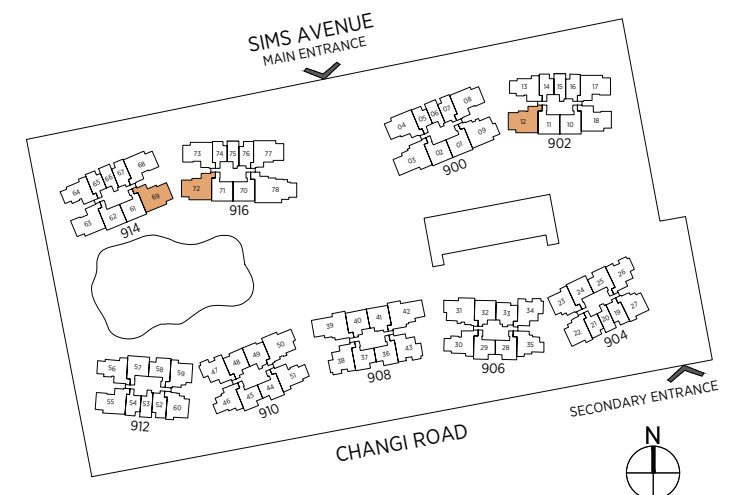 SIMS AVENUE
MAIN ENTRANCE
13 14 15 16 17
12 11 10 18
902
04 05 06 07 08
03 02 01 09
900
73 74 75 76 77
72 71 70 78
916
64 65 66 67 68
63 62 61 69
914
23 24 25 26
22 21 20 19 27
904
31 32 33 34
30 29 28 35
906
39 40 41 42
38 37 36 43
908
47 48 49 50
46 45 44 51
910
56 57 58 59
55 54 53 52 60
912
SECONDARY ENTRANCE
CHANGI ROAD
N